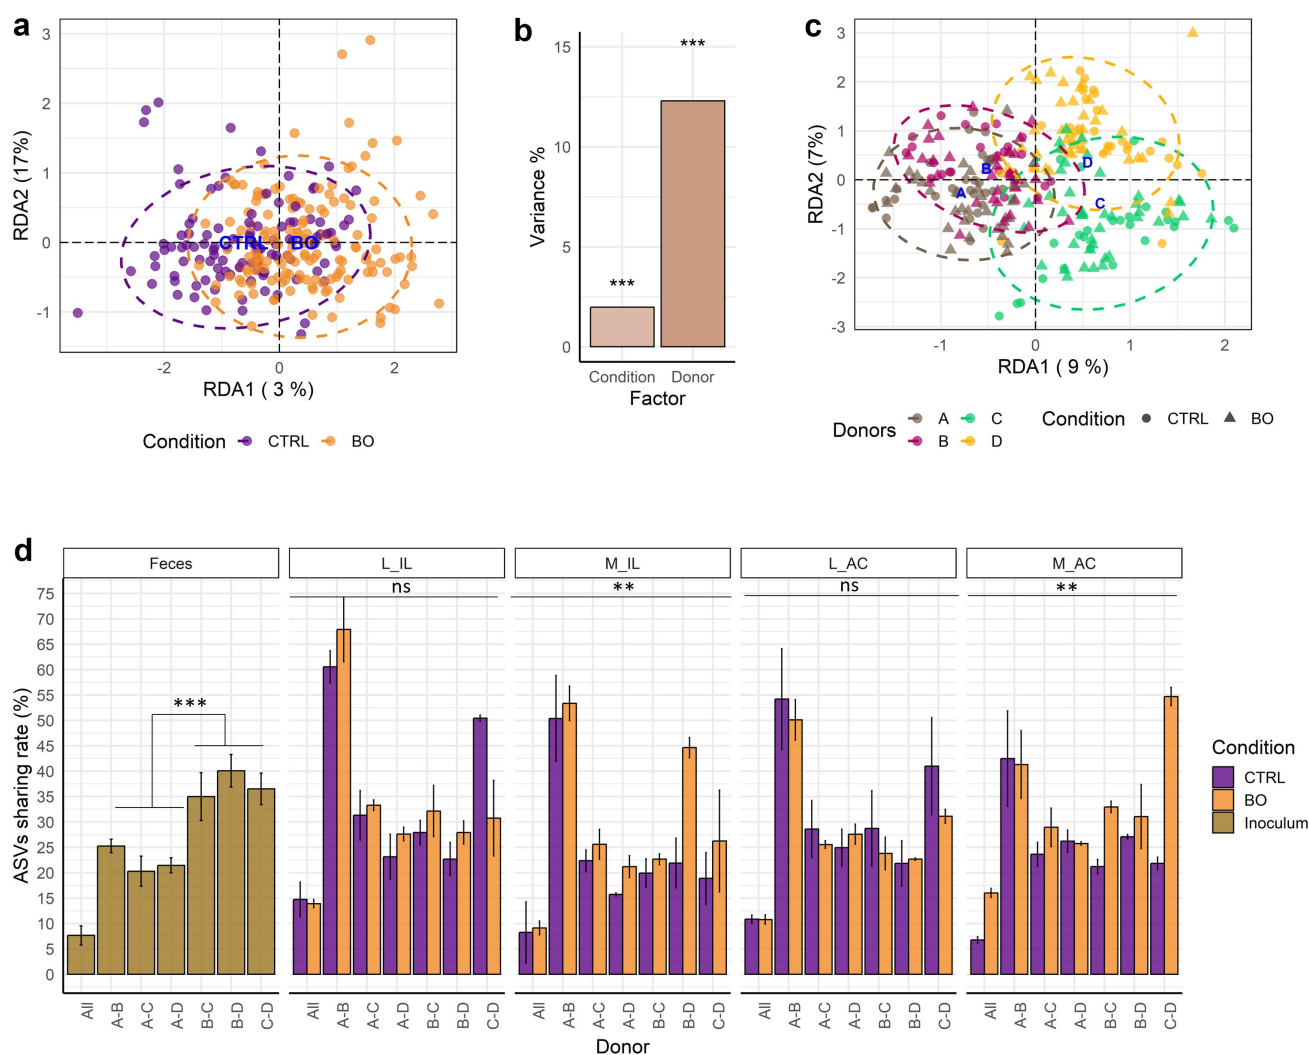 a
3
2
1
0
-1
-2
0
2
RDA2 (17%)
RDA1 ( 3 %)
CTRL
BO
Condition CTRL BO
b
15
10
5
0
Variance %
***
***
Condition Donor
Factor
c
3
2
1
0
-1
-2
-3
-1
0
1
2
RDA2 (7%)
RDA1 ( 9 %)
A
B
C
D
Donors A C
B D
Condition CTRL BO
d
Feces L_IL M_IL L_AC M_AC
ns ** ns **
***
75
70
65
60
55
50
45
40
35
30
25
20
15
10
5
0
ASVs sharing rate (%)
All A-B A-C A-D B-C B-D C-D
All A-B A-C A-D B-C B-D C-D
All A-B A-C A-D B-C B-D C-D
All A-B A-C A-D B-C B-D C-D
All A-B A-C A-D B-C B-D C-D
Donor
Condition
CTRL
BO
Inoculum